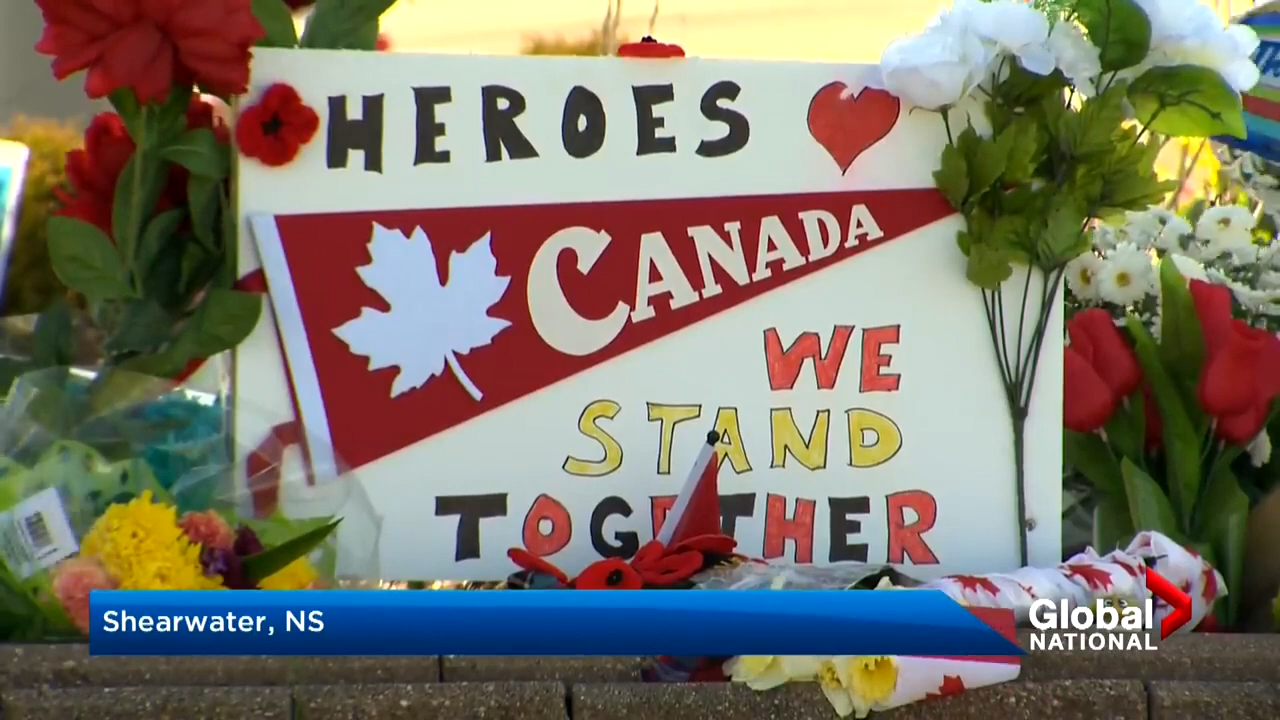 HEROES
CANADA
WE
STAND
TOGETHER
Shearwater, NS
Global
NATIONAL